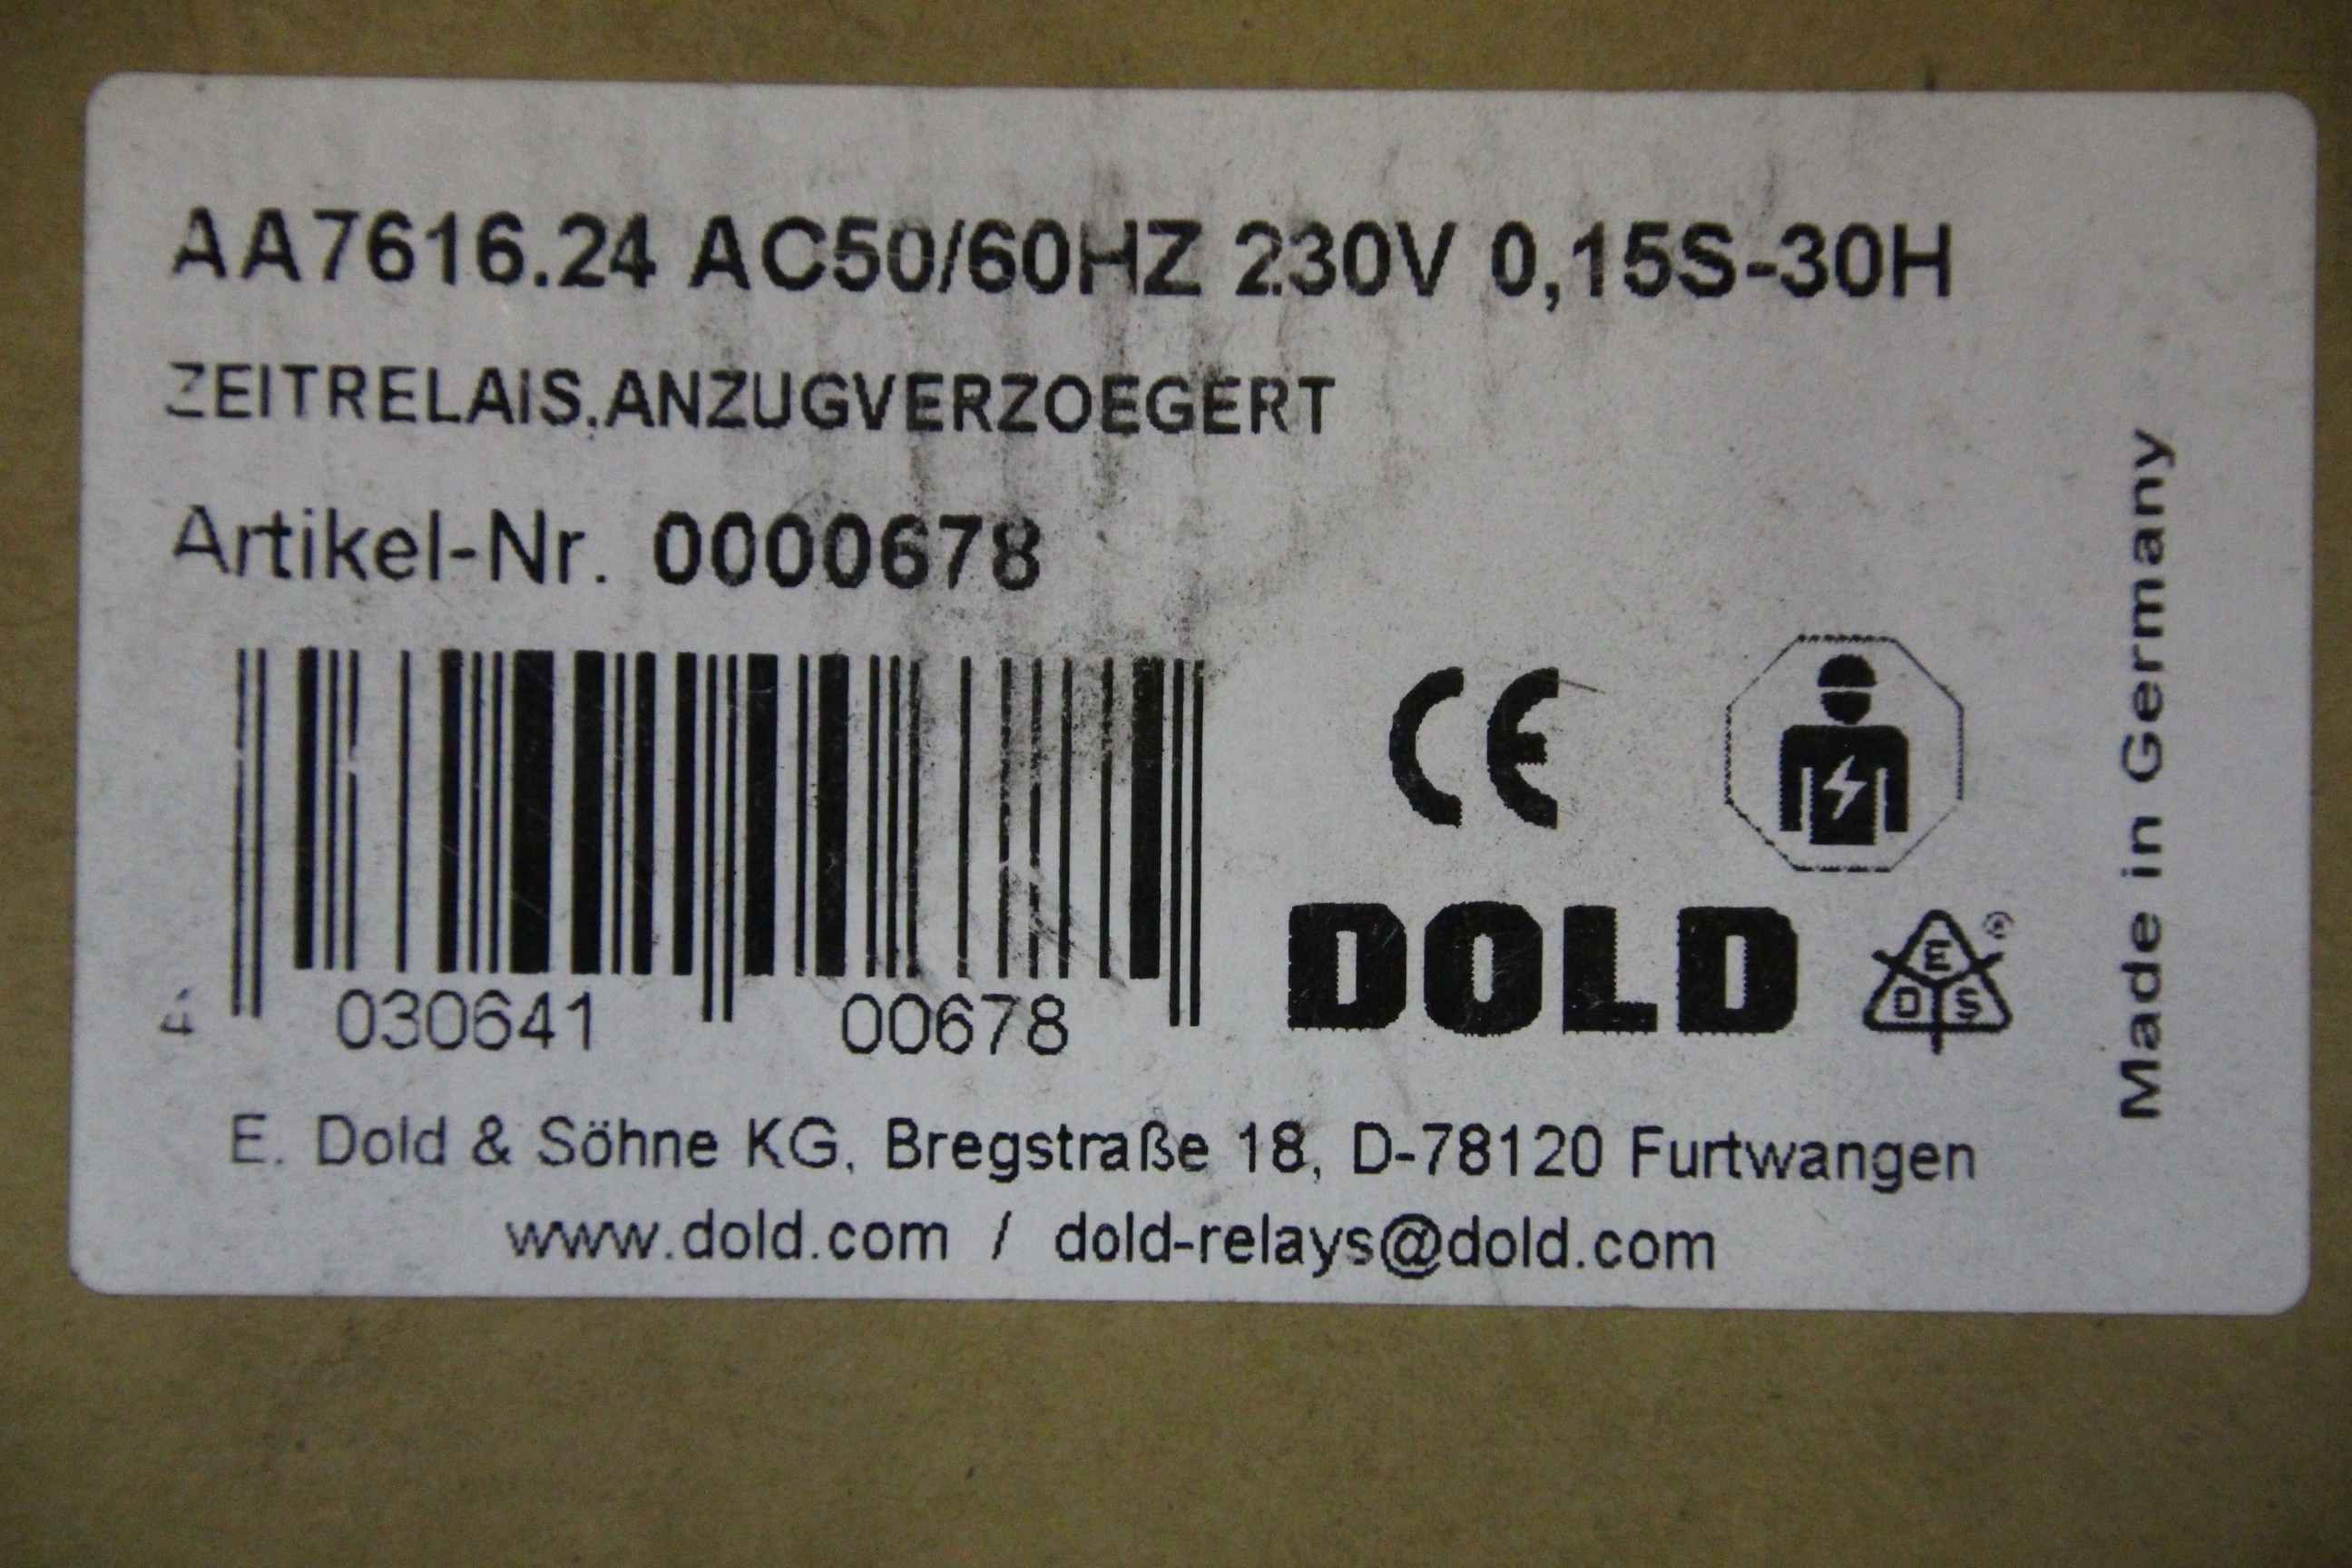 AA7616.24 AC50/60HZ 230V 0,15S-30H
ZEITRELAIS,ANZUGVERZOEGERT
Artikel-Nr. 0000678
030641 00678
CE
DOLD
E
D S
®
E. Dold & Söhne KG, Bregstraße 18, D-78120 Furtwangen
www.dold.com / dold-relays@dold.com
Made in Germany